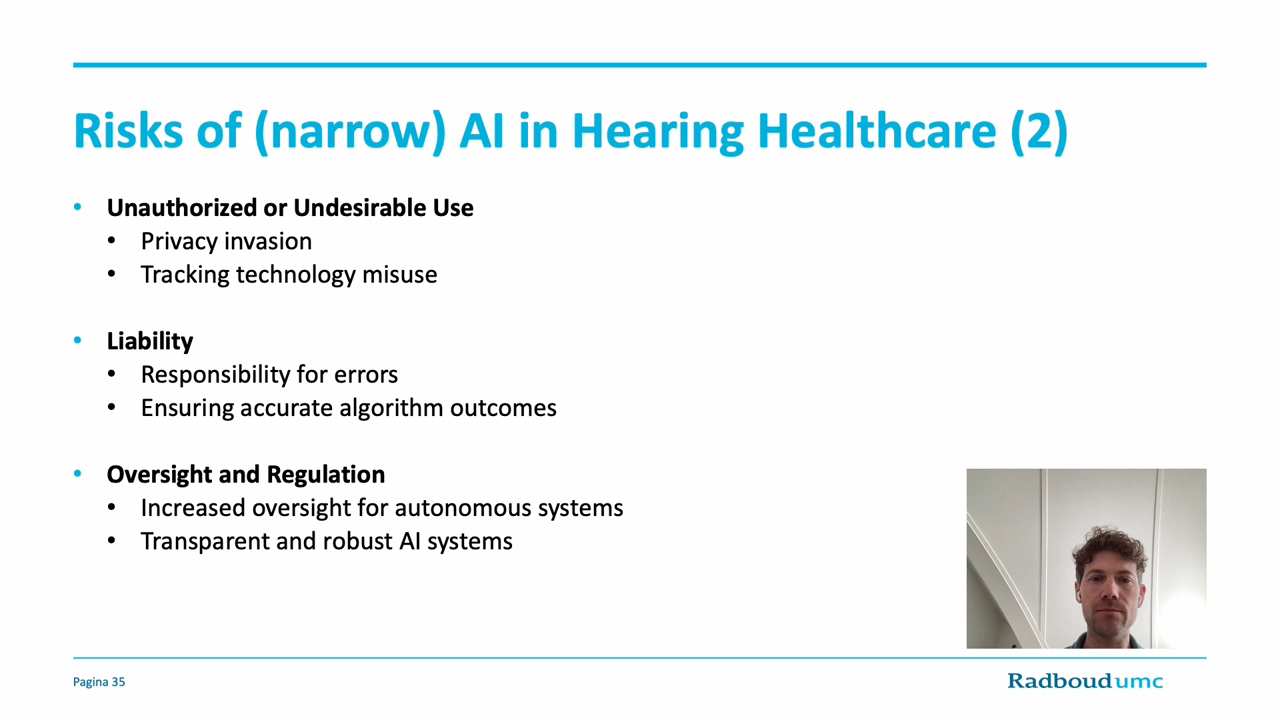 Risks of (narrow) AI in Hearing Healthcare (2)
• Unauthorized or Undesirable Use
• Privacy invasion
• Tracking technology misuse
• Liability
• Responsibility for errors
• Ensuring accurate algorithm outcomes
• Oversight and Regulation
• Increased oversight for autonomous systems
• Transparent and robust AI systems
Pagina 35
Radboudumc